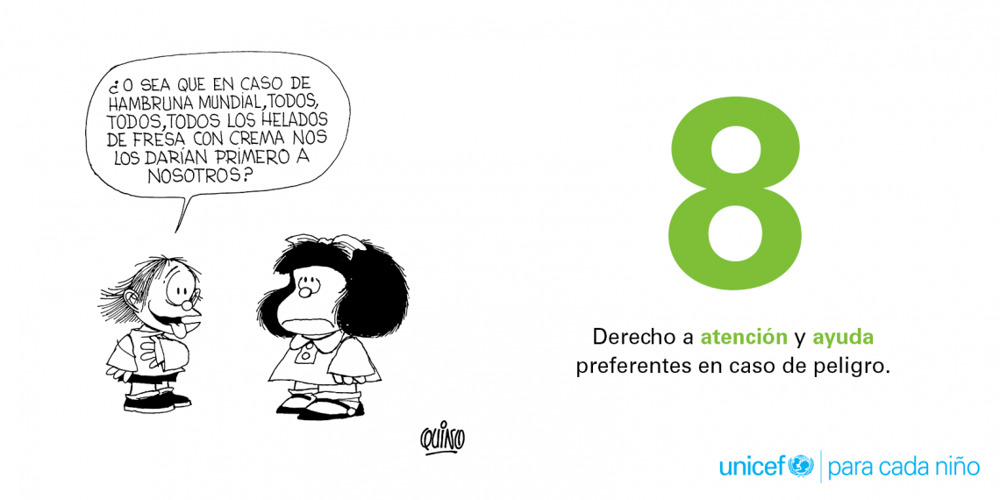 ¿O SEA QUE EN CASO DE
HAMBRUNA MUNDIAL, TODOS,
TODOS, TODOS LOS HELADOS
DE FRESA CON CREMA NOS
LOS DARÍAN PRIMERO A
NOSOTROS?
QUINO
8
Derecho a atención y ayuda
preferentes en caso de peligro.
unicef para cada niño